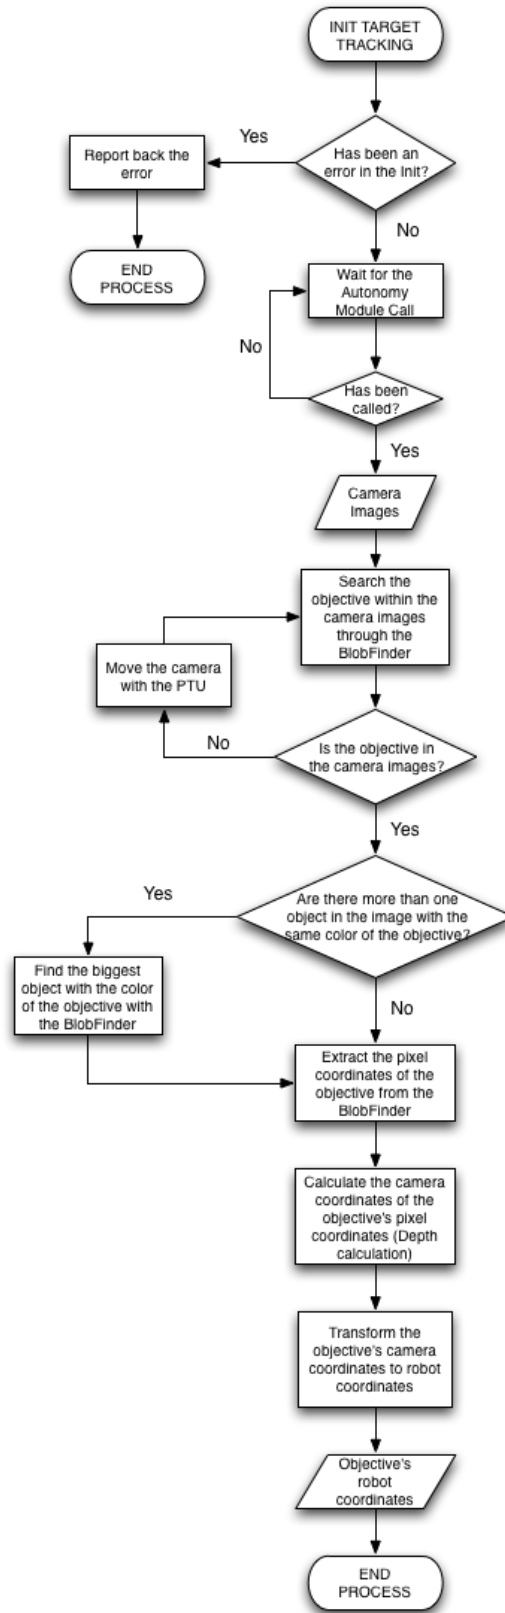 INIT TARGET
TRACKING
Yes
Has been an
error in the Init?
Report back the
error
No
END
PROCESS
Wait for the
Autonomy
Module Call
No
Has been
called?
Yes
Camera
Images
Search the
objective within the
camera images
through the
BlobFinder
Move the camera
with the PTU
No
Is the objective in
the camera images?
Yes
Are there more than one
object in the image with the
same color of the objective?
Yes
Find the biggest
object with the color
of the objective with
the BlobFinder
No
Extract the pixel
coordinates of the
objective from the
BlobFinder
Calculate the camera
coordinates of the
objective's pixel
coordinates (Depth
calculation)
Transform the
objective's camera
coordinates to robot
coordinates
Objective's
robot
coordinates
END
PROCESS